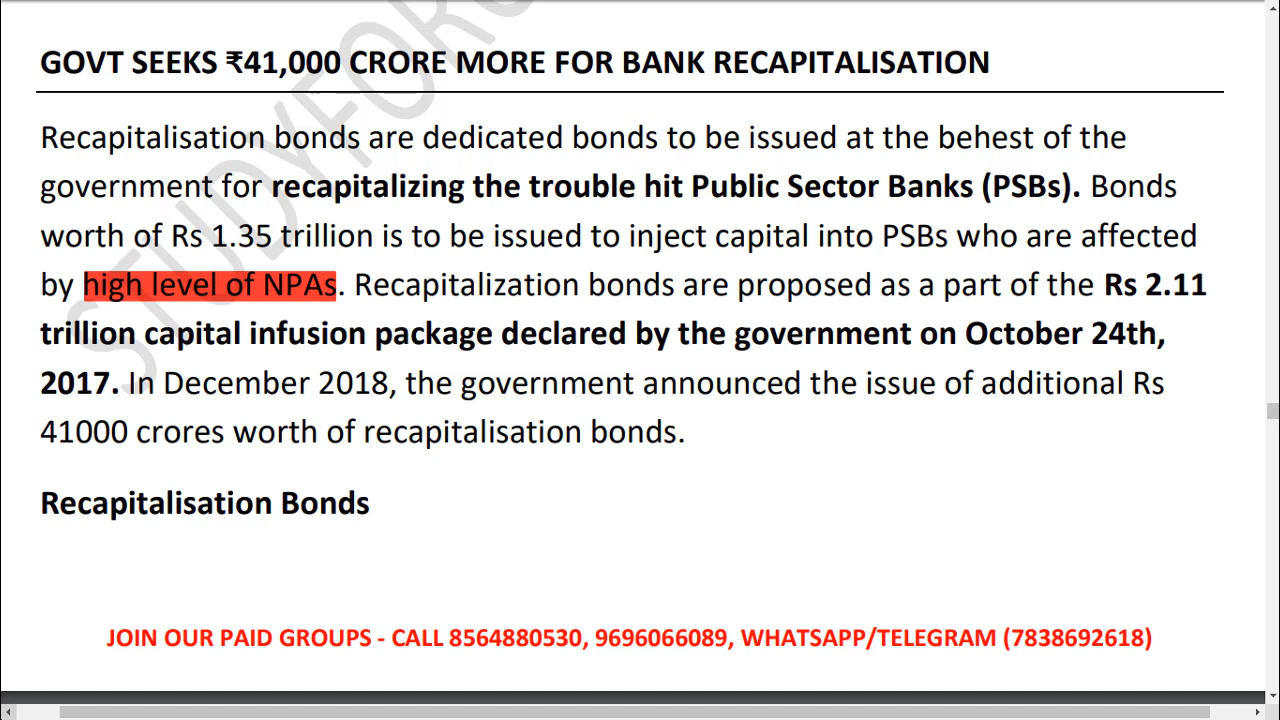 GOVT SEEKS ₹41,000 CRORE MORE FOR BANK RECAPITALISATION
Recapitalisation bonds are dedicated bonds to be issued at the behest of the
government for recapitalizing the trouble hit Public Sector Banks (PSBs). Bonds
worth of Rs 1.35 trillion is to be issued to inject capital into PSBs who are affected
by high level of NPAs. Recapitalization bonds are proposed as a part of the Rs 2.11
trillion capital infusion package declared by the government on October 24th,
2017. In December 2018, the government announced the issue of additional Rs
41000 crores worth of recapitalisation bonds.
Recapitalisation Bonds
JOIN OUR PAID GROUPS - CALL 8564880530, 9696066089, WHATSAPP/TELEGRAM (7838692618)
STUDYFORC